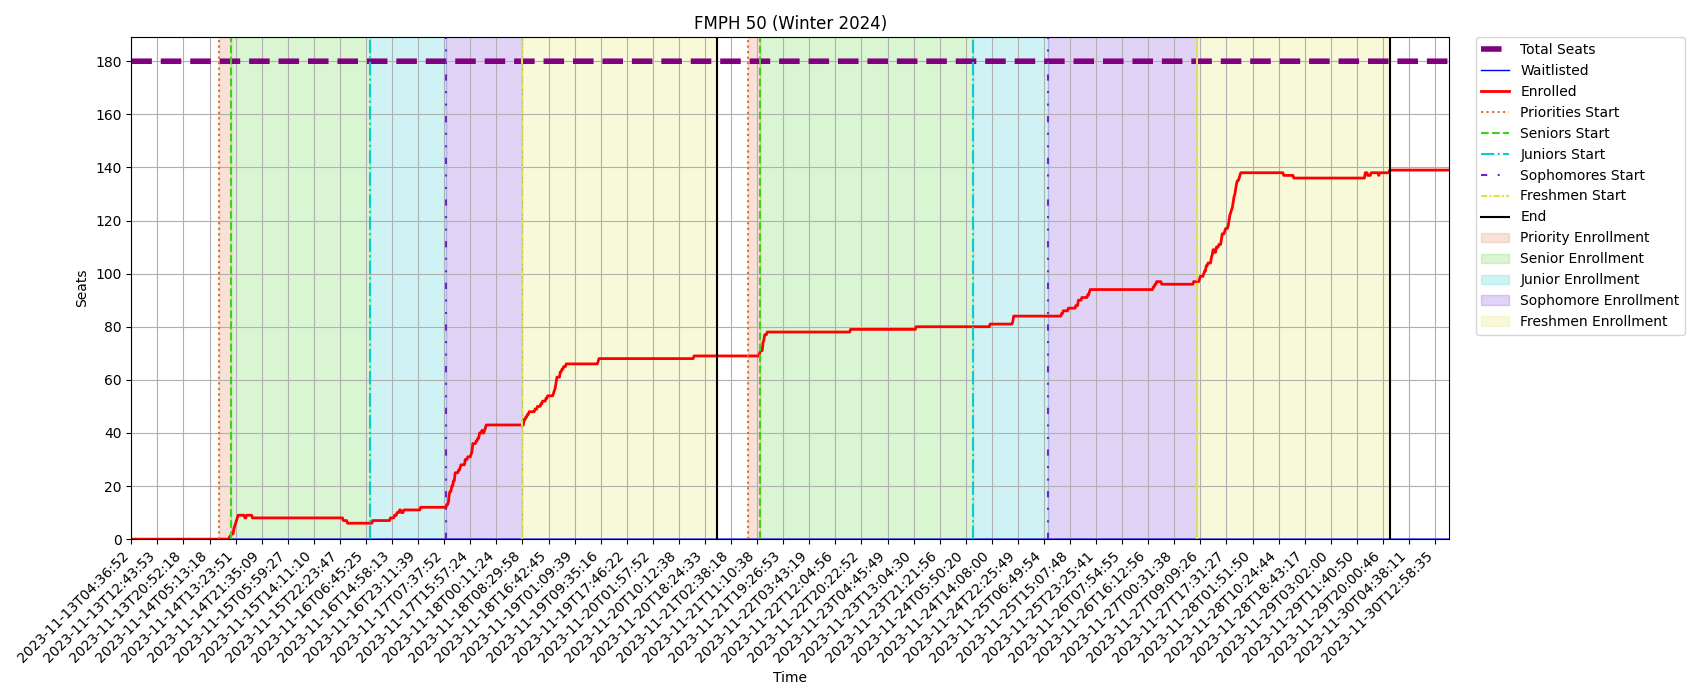 FMPH 50 (Winter 2024)
Seats
180
160
140
120
100
80
60
40
20
0
2023-11-13T04:36:52
2023-11-13T12:43:53
2023-11-13T20:52:18
2023-11-14T05:13:18
2023-11-14T13:23:51
2023-11-14T21:35:09
2023-11-15T05:59:27
2023-11-15T14:11:10
2023-11-15T22:23:47
2023-11-16T06:45:25
2023-11-16T14:58:13
2023-11-16T23:11:39
2023-11-17T07:37:52
2023-11-17T15:57:24
2023-11-18T00:11:24
2023-11-18T08:29:58
2023-11-18T16:42:45
2023-11-19T01:09:39
2023-11-19T09:35:16
2023-11-19T17:46:22
2023-11-20T01:57:52
2023-11-20T10:12:38
2023-11-20T18:24:33
2023-11-21T02:38:18
2023-11-21T11:10:38
2023-11-21T19:26:53
2023-11-22T03:43:19
2023-11-22T12:04:56
2023-11-22T20:22:52
2023-11-23T04:45:49
2023-11-23T13:04:30
2023-11-23T21:21:56
2023-11-24T05:50:20
2023-11-24T14:08:00
2023-11-24T22:25:49
2023-11-25T06:49:54
2023-11-25T15:07:48
2023-11-25T23:25:41
2023-11-26T07:54:55
2023-11-26T16:12:56
2023-11-27T00:31:38
2023-11-27T09:09:26
2023-11-27T17:31:27
2023-11-28T01:51:50
2023-11-28T10:24:44
2023-11-28T18:43:17
2023-11-29T03:02:00
2023-11-29T11:40:50
2023-11-29T20:00:46
2023-11-30T04:38:11
2023-11-30T12:58:35
Time
Total Seats
Waitlisted
Enrolled
Priorities Start
Seniors Start
Juniors Start
Sophomores Start
Freshmen Start
End
Priority Enrollment
Senior Enrollment
Junior Enrollment
Sophomore Enrollment
Freshmen Enrollment